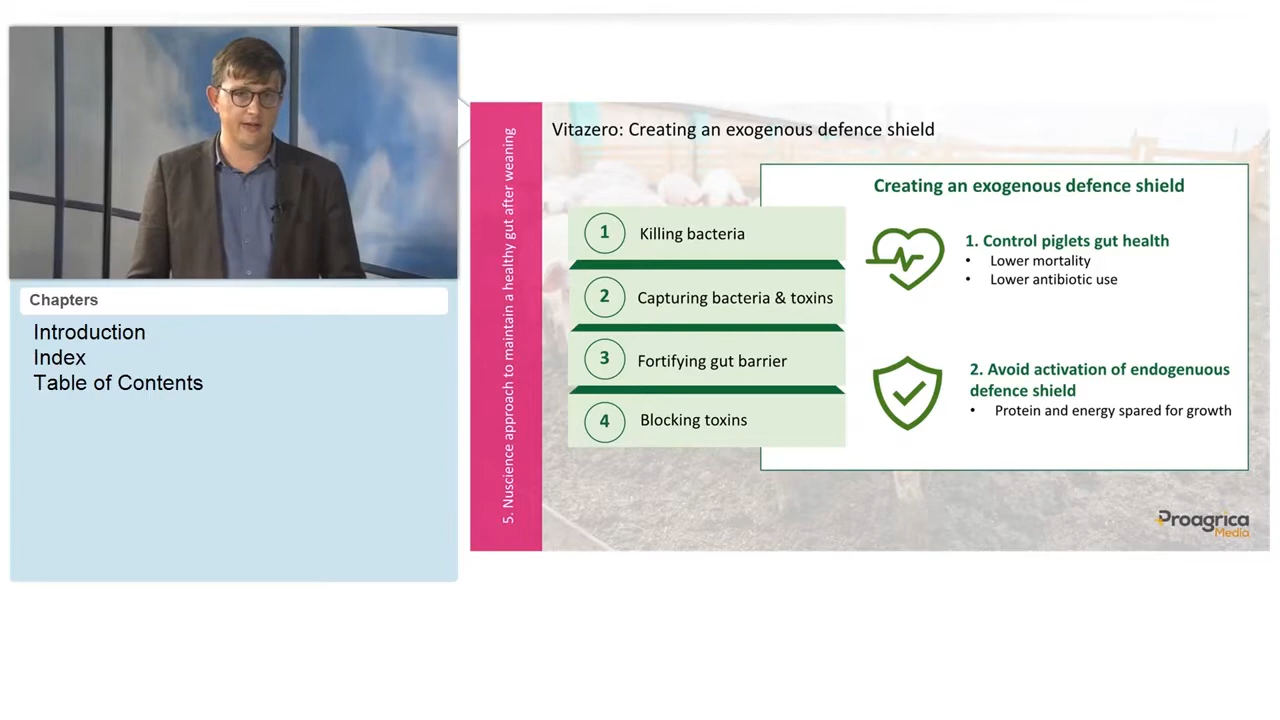 Chapters
Introduction
Index
Table of Contents
5. Nuscience approach to maintain a healthy gut after weaning
Vitazero: Creating an exogenous defence shield
1 Killing bacteria
2 Capturing bacteria & toxins
3 Fortifying gut barrier
4 Blocking toxins
Creating an exogenous defence shield
1. Control piglets gut health
• Lower mortality
• Lower antibiotic use
2. Avoid activation of endogenuous
defence shield
• Protein and energy spared for growth
Proagrica
Media